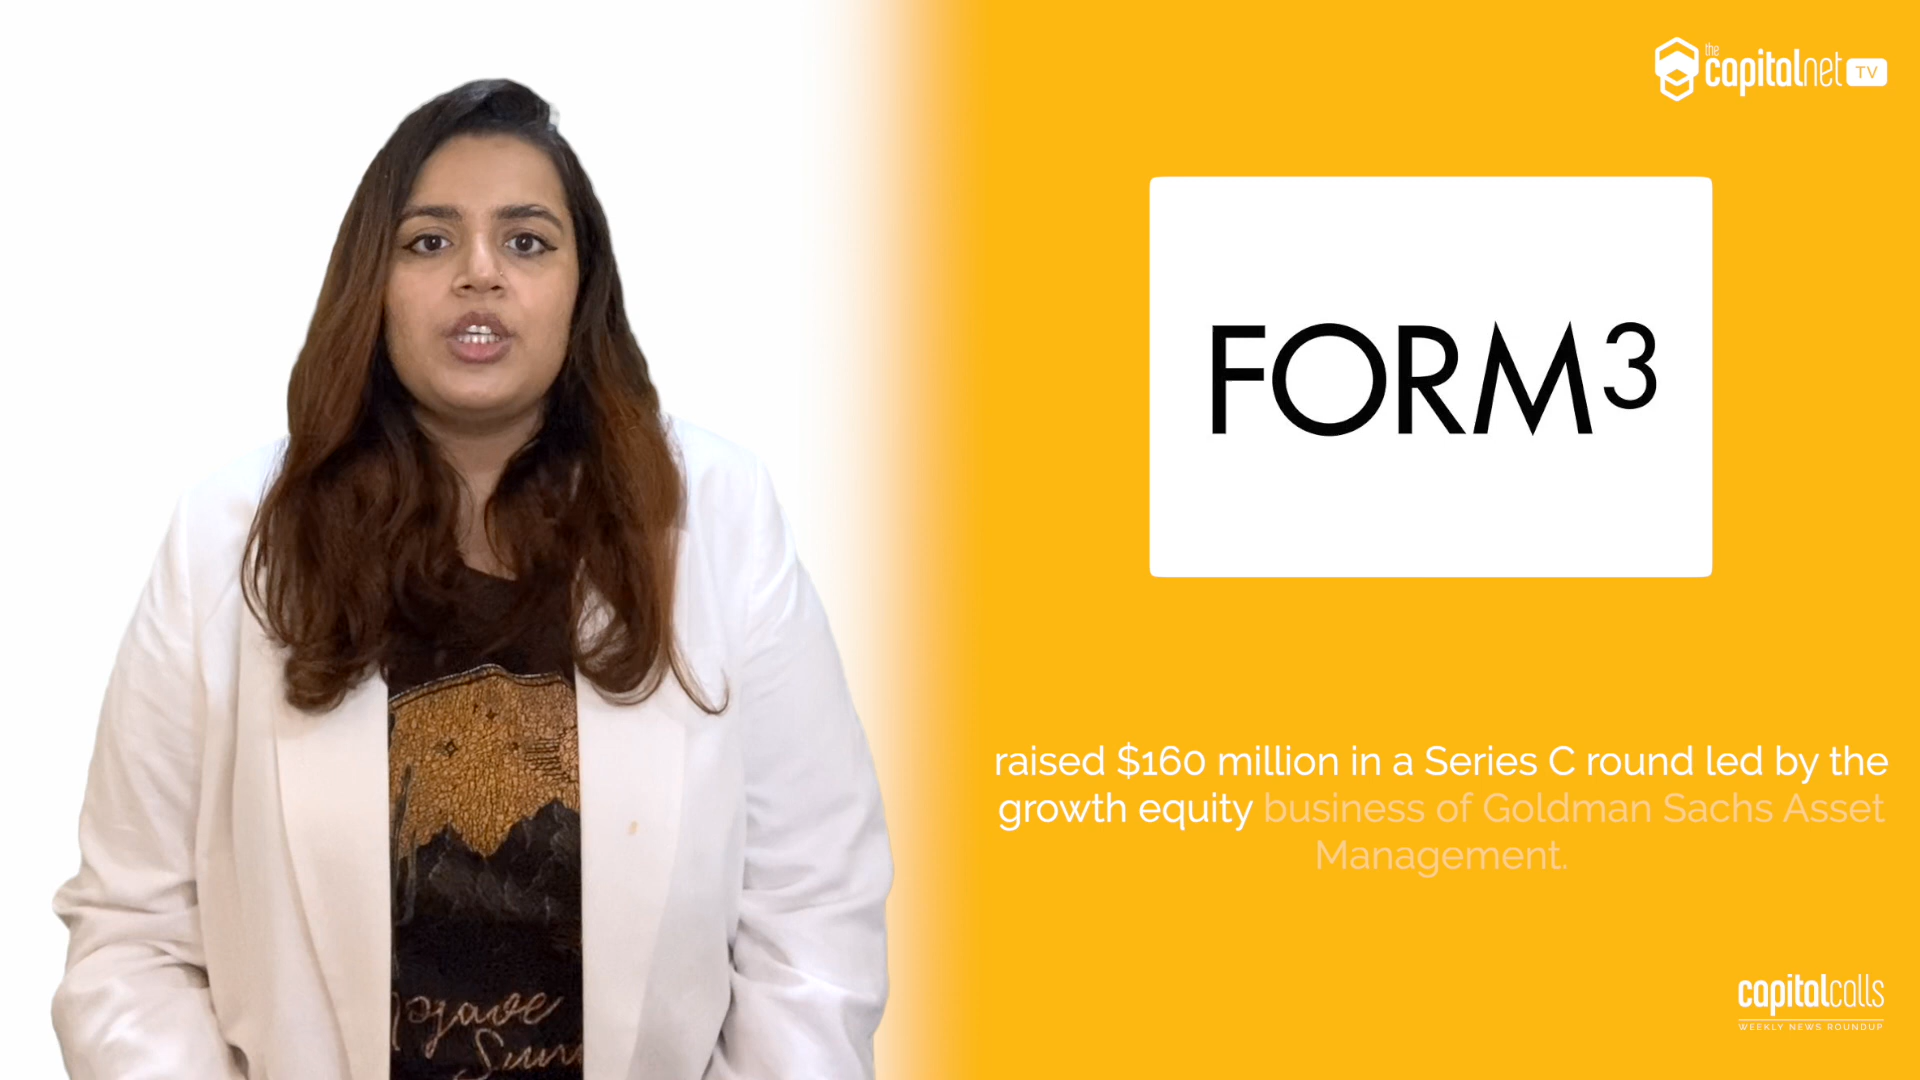 the
capitalnet TV
FORM3
raised $160 million in a Series C round led by the
growth equity business of Goldman Sachs Asset
Management.
capitalcalls
WEEKLY NEWS ROUNDUP